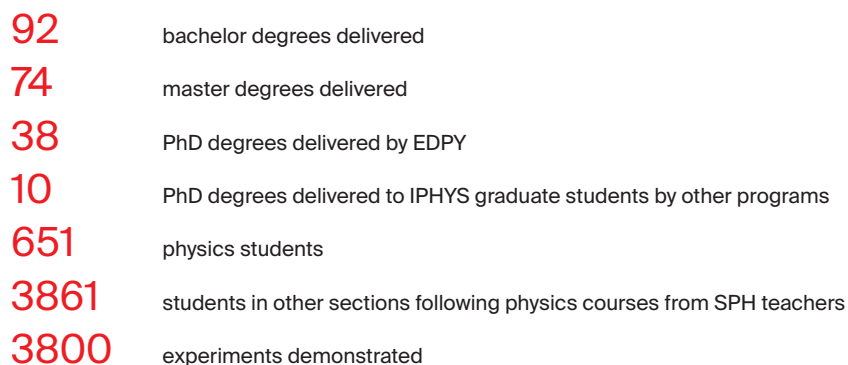 92 bachelor degrees delivered
74 master degrees delivered
38 PhD degrees delivered by EDPY
10 PhD degrees delivered to IPHYS graduate students by other programs
651 physics students
3861 students in other sections following physics courses from SPH teachers
3800 experiments demonstrated